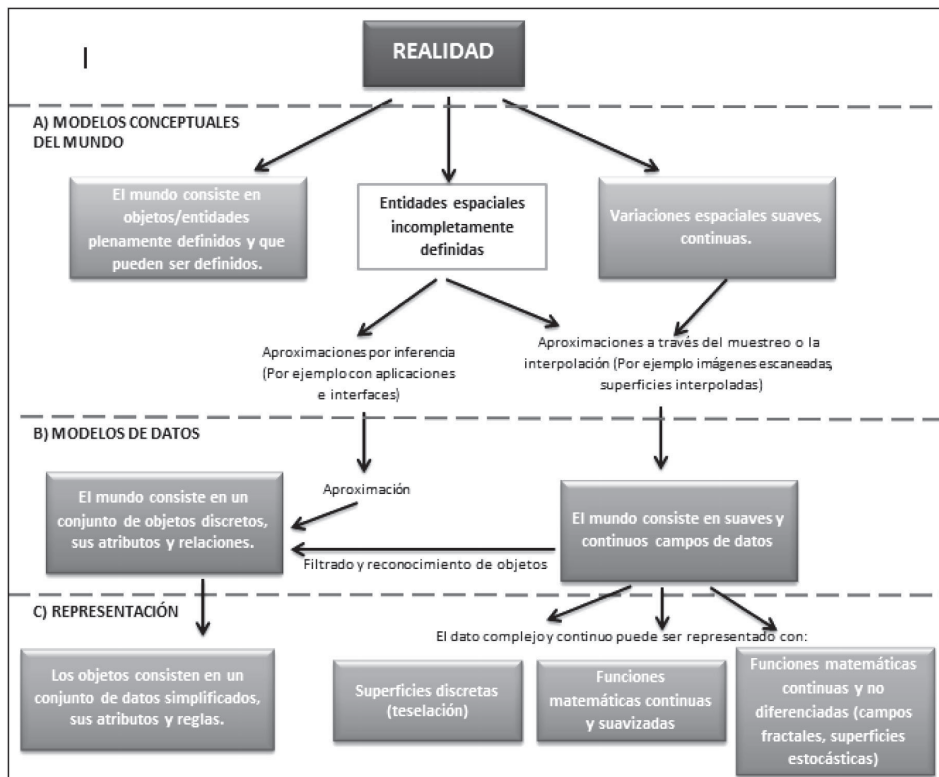 I
REALIDAD
A) MODELOS CONCEPTUALES
DEL MUNDO
El mundo consiste en
objetos/entidades
plenamente definidos y que
pueden ser definidos.
Entidades espaciales
incompletamente
definidas
Variaciones espaciales suaves,
continuas.
Aproximaciones por inferencia
(Por ejemplo con aplicaciones
e interfaces)
Aproximaciones a través del muestreo o la
interpolación (Por ejemplo imágenes escaneadas,
superficies interpoladas)
B) MODELOS DE DATOS
El mundo consiste en un
conjunto de objetos discretos,
sus atributos y relaciones.
Aproximación
El mundo consiste en suaves y
continuos campos de datos
Filtrado y reconocimiento de objetos
C) REPRESENTACIÓN
El dato complejo y continuo puede ser representado con:
Los objetos consisten en un
conjunto de datos simplificados,
sus atributos y reglas.
Superficies discretas
(teselación)
Funciones
matemáticas continuas
y suavizadas
Funciones matemáticas
continuas y no
diferenciadas (campos
fractales, superficies
estocásticas)